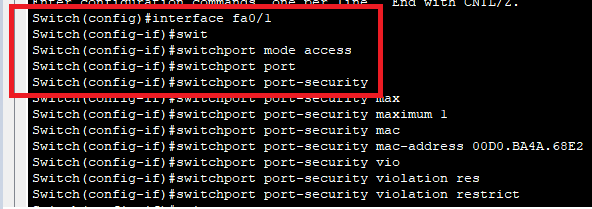 Enter configuration commands, one per line. End with CNTL/Z.
Switch(config)#interface fa0/1
Switch(config-if)#swit
Switch(config-if)#switchport mode access
Switch(config-if)#switchport port
Switch(config-if)#switchport port-security
Switch(config-if)#switchport port-security max
Switch(config-if)#switchport port-security maximum 1
Switch(config-if)#switchport port-security mac
Switch(config-if)#switchport port-security mac-address 00D0.BA4A.68E2
Switch(config-if)#switchport port-security vio
Switch(config-if)#switchport port-security violation res
Switch(config-if)#switchport port-security violation restrict